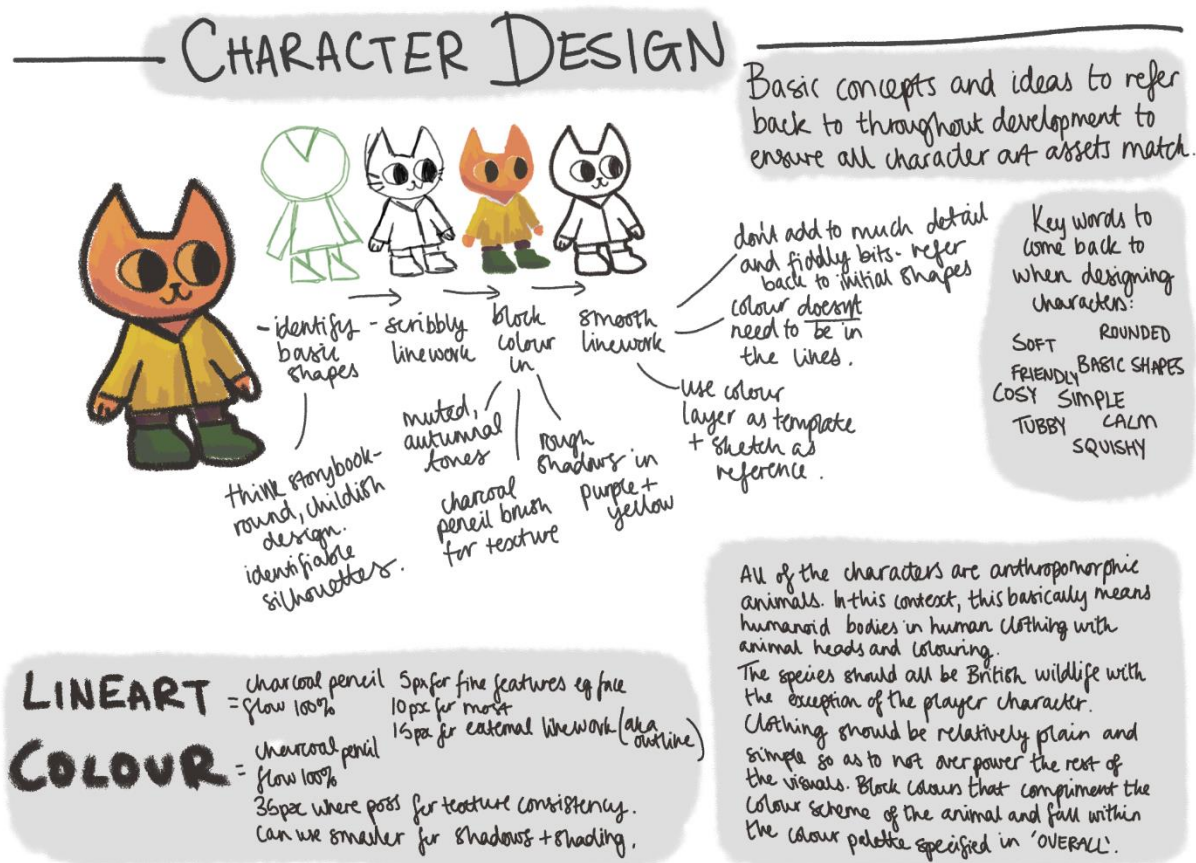 CHARACTER DESIGN
Basic concepts and ideas to refer
back to throughout development to
ensure all character art assets match.
- identify
basic
shapes
- scribbly
linework
block
colour
in
smooth
linework
think storybook-
round, childish
design.
identifiable
silhouettes.
muted,
autumnal
tones
charcoal
pencil brush
for texture
rough
shadows in
purple +
yellow
don't add to much detail
and fiddly bits - refer
back to initial shapes
colour doesnt
need to be in
the lines.
use colour
layer as template
+ sketch as
reference.
Key words to
come back to
when designing
characters:
SOFT
ROUNDED
FRIENDLY
BASIC SHAPES
COSY
SIMPLE
TUBBY
CALM
SQUISHY
LINEART = charcoal pencil
flow 100%
5px for fine features eg face
10px for most
15px for external linework (aka outline)
COLOUR = charcoal pencil
flow 100%
35px where poss for texture consistency.
Can use smaller for shadows + shading.
All of the characters are anthropomorphic
animals. In this context, this basically means
humanoid bodies in human clothing with
animal heads and colouring.
The species should all be British wildlife with
the exception of the player character.
Clothing should be relatively plain and
simple so as to not overpower the rest of
the visuals. Block colours that compliment the
colour scheme of the animal and fall within
the colour palette specified in 'OVERALL'.